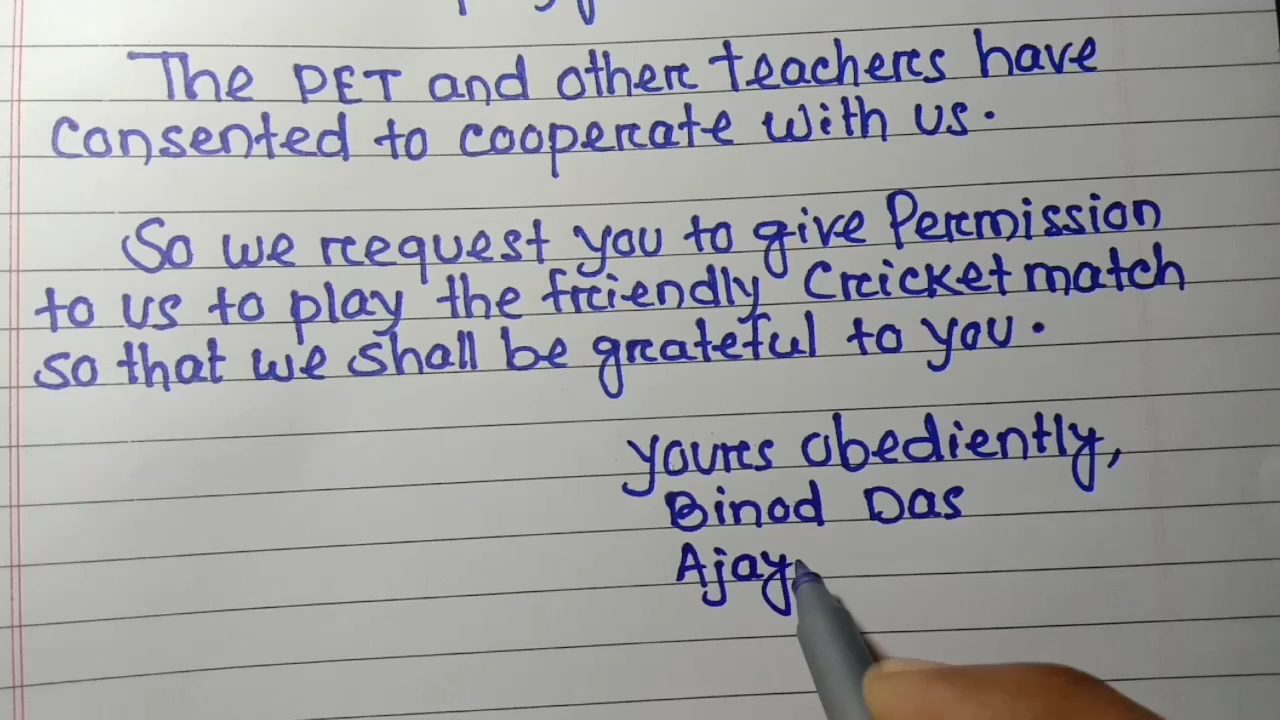 The PET and other teachers have
consented to cooperate with us.
So we request you to give Permission
to us to play the friendly Cricket match
so that we shall be grateful to you.
yours obediently,
Binod Das
Ajay